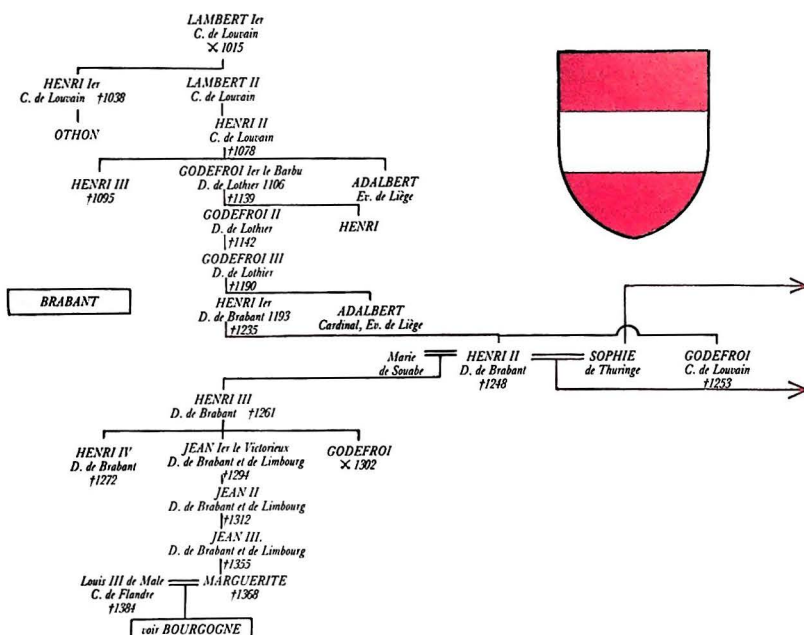 LAMBERT Ier
C. de Louvain
✕ 1015
HENRI Ier
C. de Louvain †1038
LAMBERT II
C. de Louvain
OTHON
HENRI II
C. de Louvain
†1078
HENRI III
†1095
GODEFROI Ier le Barbu
D. de Lothier 1106
†1139
ADALBERT
Ev. de Liège
GODEFROI II
D. de Lothier
†1142
HENRI
GODEFROI III
D. de Lothier
†1190
BRABANT
HENRI Ier
D. de Brabant 1193
†1235
ADALBERT
Cardinal, Ev. de Liège
Marie
de Souabe
HENRI II
D. de Brabant
†1248
SOPHIE
de Thuringe
GODEFROI
C. de Louvain
†1253
HENRI III
D. de Brabant †1261
HENRI IV
D. de Brabant
†1272
JEAN Ier le Victorieux
D. de Brabant et de Limbourg
†1294
GODEFROI
✕ 1302
JEAN II
D. de Brabant et de Limbourg
†1312
JEAN III.
D. de Brabant et de Limbourg
†1355
Louis III de Male
C. de Flandre
†1384
MARGUERITE
†1368
voir BOURGOGNE